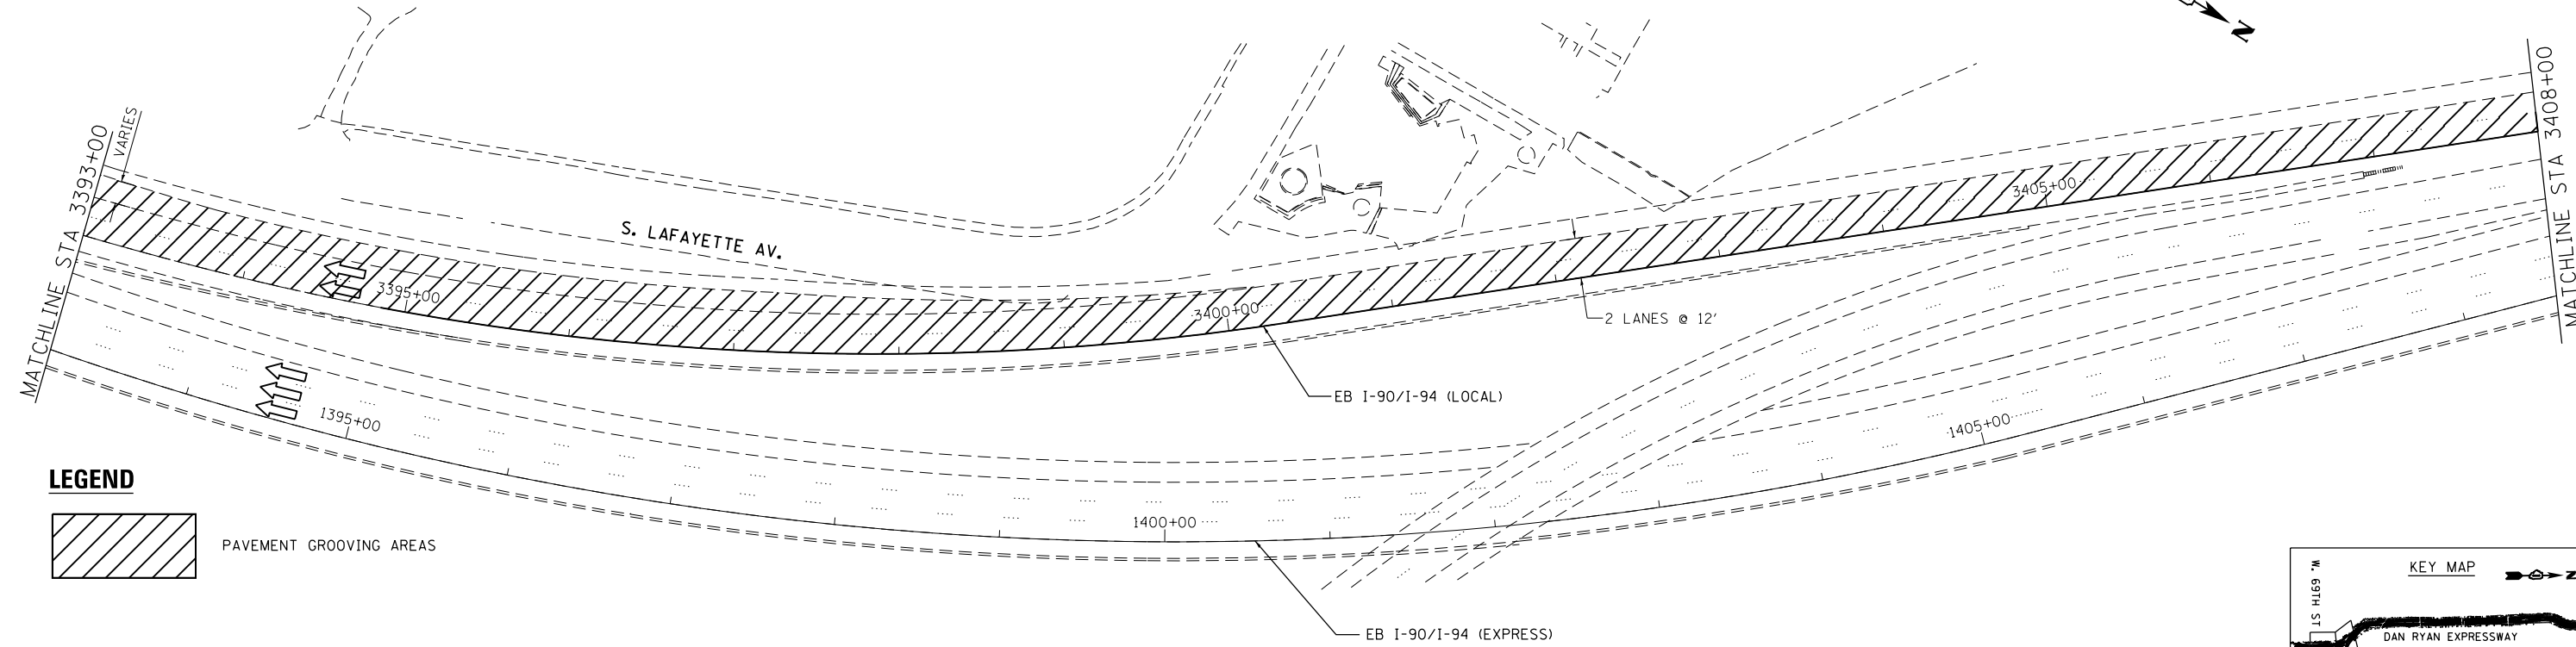 N
MATCHLINE STA 3393+00
VARIES
S. LAFAYETTE AV.
3395+00
3400+00
3405+00
MATCHLINE STA 3408+00
2 LANES @ 12'
EB I-90/I-94 (LOCAL)
1395+00
1400+00
1405+00
EB I-90/I-94 (EXPRESS)
LEGEND
PAVEMENT GROOVING AREAS
KEY MAP
N
W. 69TH ST
DAN RYAN EXPRESSWAY